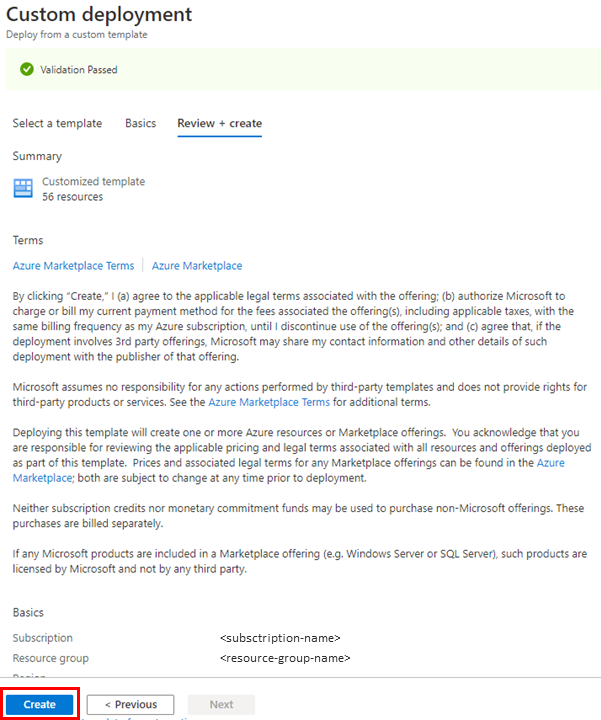 Custom deployment
Deploy from a custom template
Validation Passed
Select a template Basics Review + create
Summary
Customized template
56 resources
Terms
Azure Marketplace Terms Azure Marketplace
By clicking “Create,” I (a) agree to the applicable legal terms associated with the offering; (b) authorize Microsoft to
charge or bill my current payment method for the fees associated the offering(s), including applicable taxes, with the
same billing frequency as my Azure subscription, until I discontinue use of the offering(s); and (c) agree that, if the
deployment involves 3rd party offerings, Microsoft may share my contact information and other details of such
deployment with the publisher of that offering.
Microsoft assumes no responsibility for any actions performed by third-party templates and does not provide rights for
third-party products or services. See the Azure Marketplace Terms for additional terms.
Deploying this template will create one or more Azure resources or Marketplace offerings.  You acknowledge that you
are responsible for reviewing the applicable pricing and legal terms associated with all resources and offerings deployed
as part of this template.  Prices and associated legal terms for any Marketplace offerings can be found in the Azure
Marketplace; both are subject to change at any time prior to deployment.
Neither subscription credits nor monetary commitment funds may be used to purchase non-Microsoft offerings. These
purchases are billed separately.
If any Microsoft products are included in a Marketplace offering (e.g. Windows Server or SQL Server), such products are
licensed by Microsoft and not by any third party.
Basics
Subscription <subsctription-name>
Resource group <resource-group-name>
Region
Create < Previous Next